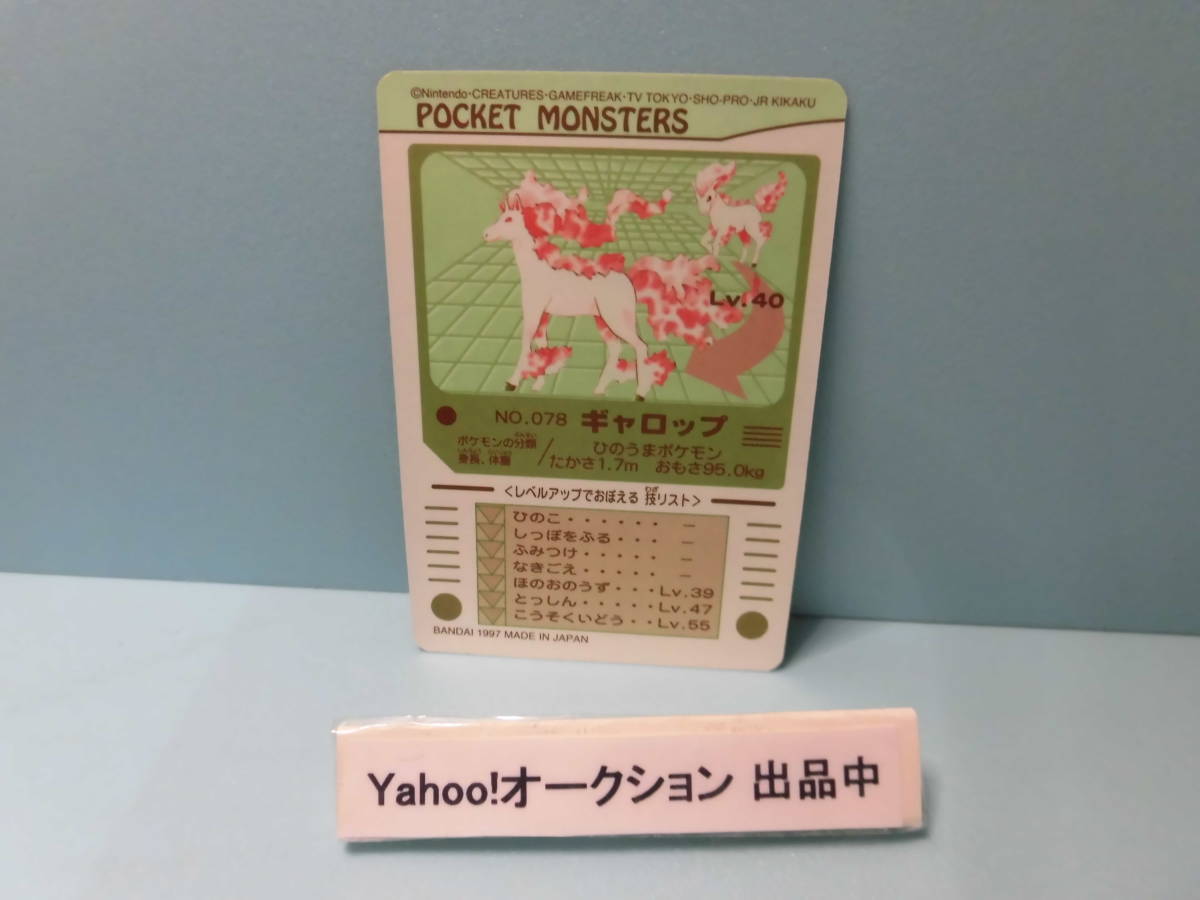 ©Nintendo・CREATURES・GAMEFREAK・TV TOKYO・SHO-PRO・JR KIKAKU
POCKET MONSTERS
Lv.40
NO.078 ギャロップ
ポケモンの分類 / ひのうまポケモン
身長、体重 / たかさ1.7m おもさ95.0kg
<レベルアップでおぼえる 技リスト>
ひのこ・・・・・・ －
しっぽをふる・・・ －
ふみつけ・・・・・ －
なきごえ・・・・・ －
ほのおのうず・・・Lv.39
とっしん・・・・・Lv.47
こうそくいどう・・Lv.55
BANDAI 1997 MADE IN JAPAN
Yahoo!オークション 出品中